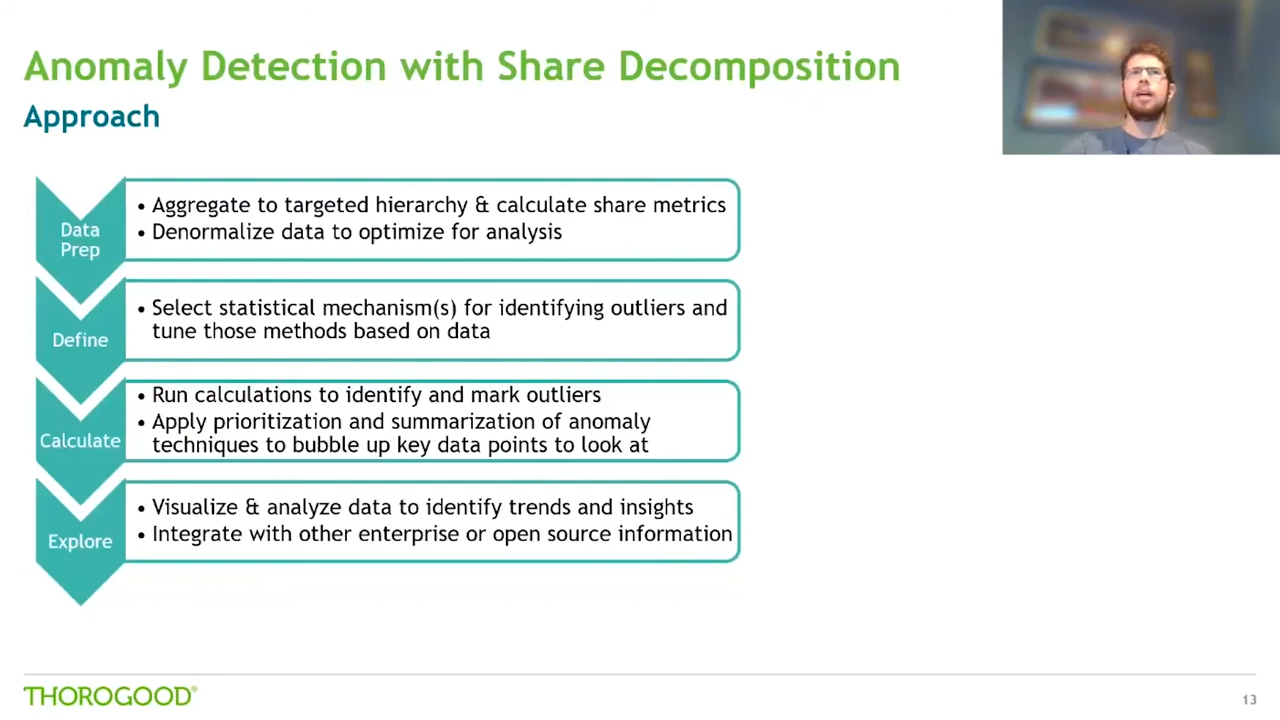 Anomaly Detection with Share Decomposition
Approach
Data
Prep
• Aggregate to targeted hierarchy & calculate share metrics
• Denormalize data to optimize for analysis
Define
• Select statistical mechanism(s) for identifying outliers and
tune those methods based on data
Calculate
• Run calculations to identify and mark outliers
• Apply prioritization and summarization of anomaly
techniques to bubble up key data points to look at
Explore
• Visualize & analyze data to identify trends and insights
• Integrate with other enterprise or open source information
THOROGOOD®
13